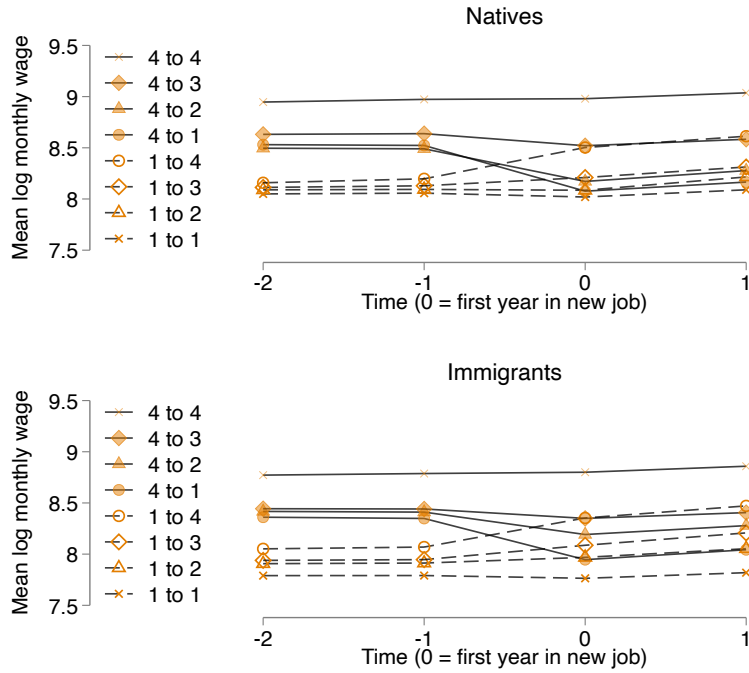 Natives
Mean log monthly wage
9.5
9
8.5
8
7.5
4 to 4
4 to 3
4 to 2
4 to 1
1 to 4
1 to 3
1 to 2
1 to 1
-2 -1 0 1
Time (0 = first year in new job)
Immigrants
Mean log monthly wage
9.5
9
8.5
8
7.5
4 to 4
4 to 3
4 to 2
4 to 1
1 to 4
1 to 3
1 to 2
1 to 1
-2 -1 0 1
Time (0 = first year in new job)